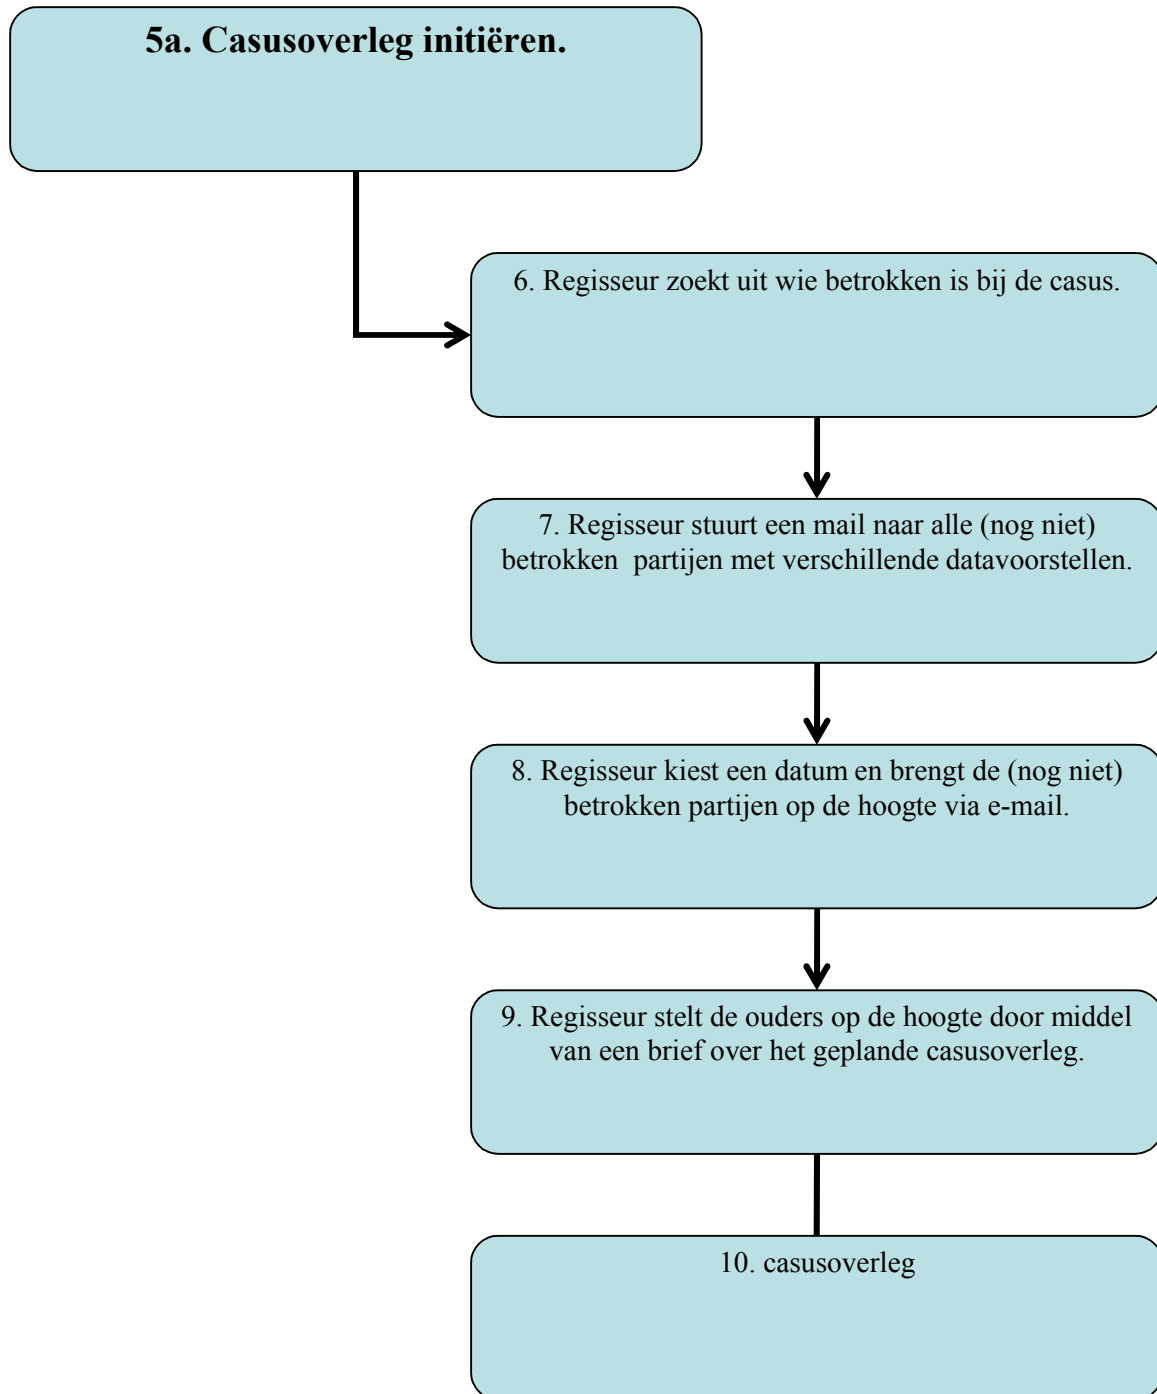 5a. Casusoverleg initiëren.
6. Regisseur zoekt uit wie betrokken is bij de casus.
7. Regisseur stuurt een mail naar alle (nog niet)
betrokken  partijen met verschillende datavoorstellen.
8. Regisseur kiest een datum en brengt de (nog niet)
betrokken partijen op de hoogte via e-mail.
9. Regisseur stelt de ouders op de hoogte door middel
van een brief over het geplande casusoverleg.
10. casusoverleg